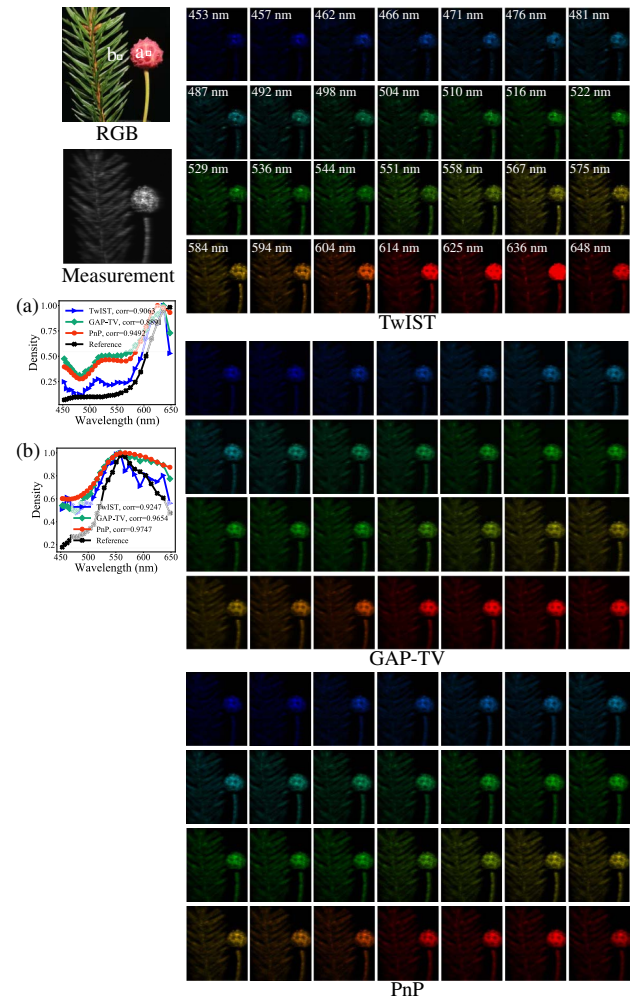 b
a
RGB
Measurement
453 nm
457 nm
462 nm
466 nm
471 nm
476 nm
481 nm
487 nm
492 nm
498 nm
504 nm
510 nm
516 nm
522 nm
529 nm
536 nm
544 nm
551 nm
558 nm
567 nm
575 nm
584 nm
594 nm
604 nm
614 nm
625 nm
636 nm
648 nm
TwIST
(a)
1.00
0.75
0.50
0.25
Density
TwIST, corr=0.9063
GAP-TV, corr=0.8891
PnP, corr=0.9492
Reference
450 500 550 600 650
Wavelength (nm)
(b)
1.0
0.8
0.6
0.4
0.2
Density
TwIST, corr=0.9247
GAP-TV, corr=0.9654
PnP, corr=0.9747
Reference
450 500 550 600 650
Wavelength (nm)
GAP-TV
PnP